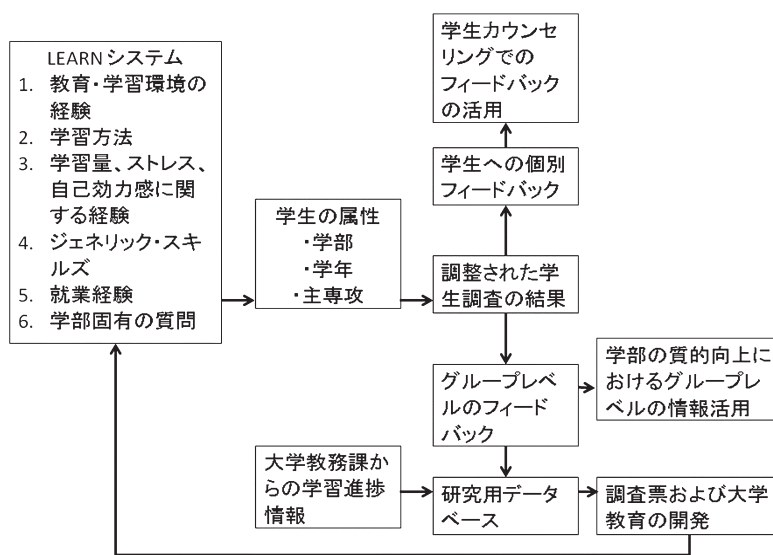 LEARN システム
1. 教育・学習環境の
経験
2. 学習方法
3. 学習量、ストレス、
自己効力感に関
する経験
4. ジェネリック・スキ
ルズ
5. 就業経験
6. 学部固有の質問
学生の属性
・学部
・学年
・主専攻
学生カウンセ
リングでの
フィードバック
の活用
学生への個別
フィードバック
調整された学
生調査の結果
グループレベ
ルのフィード
バック
学部の質的向上に
おけるグループレ
ベルの情報活用
大学教務課か
らの学習進捗
情報
研究用データ
ベース
調査票および大学
教育の開発